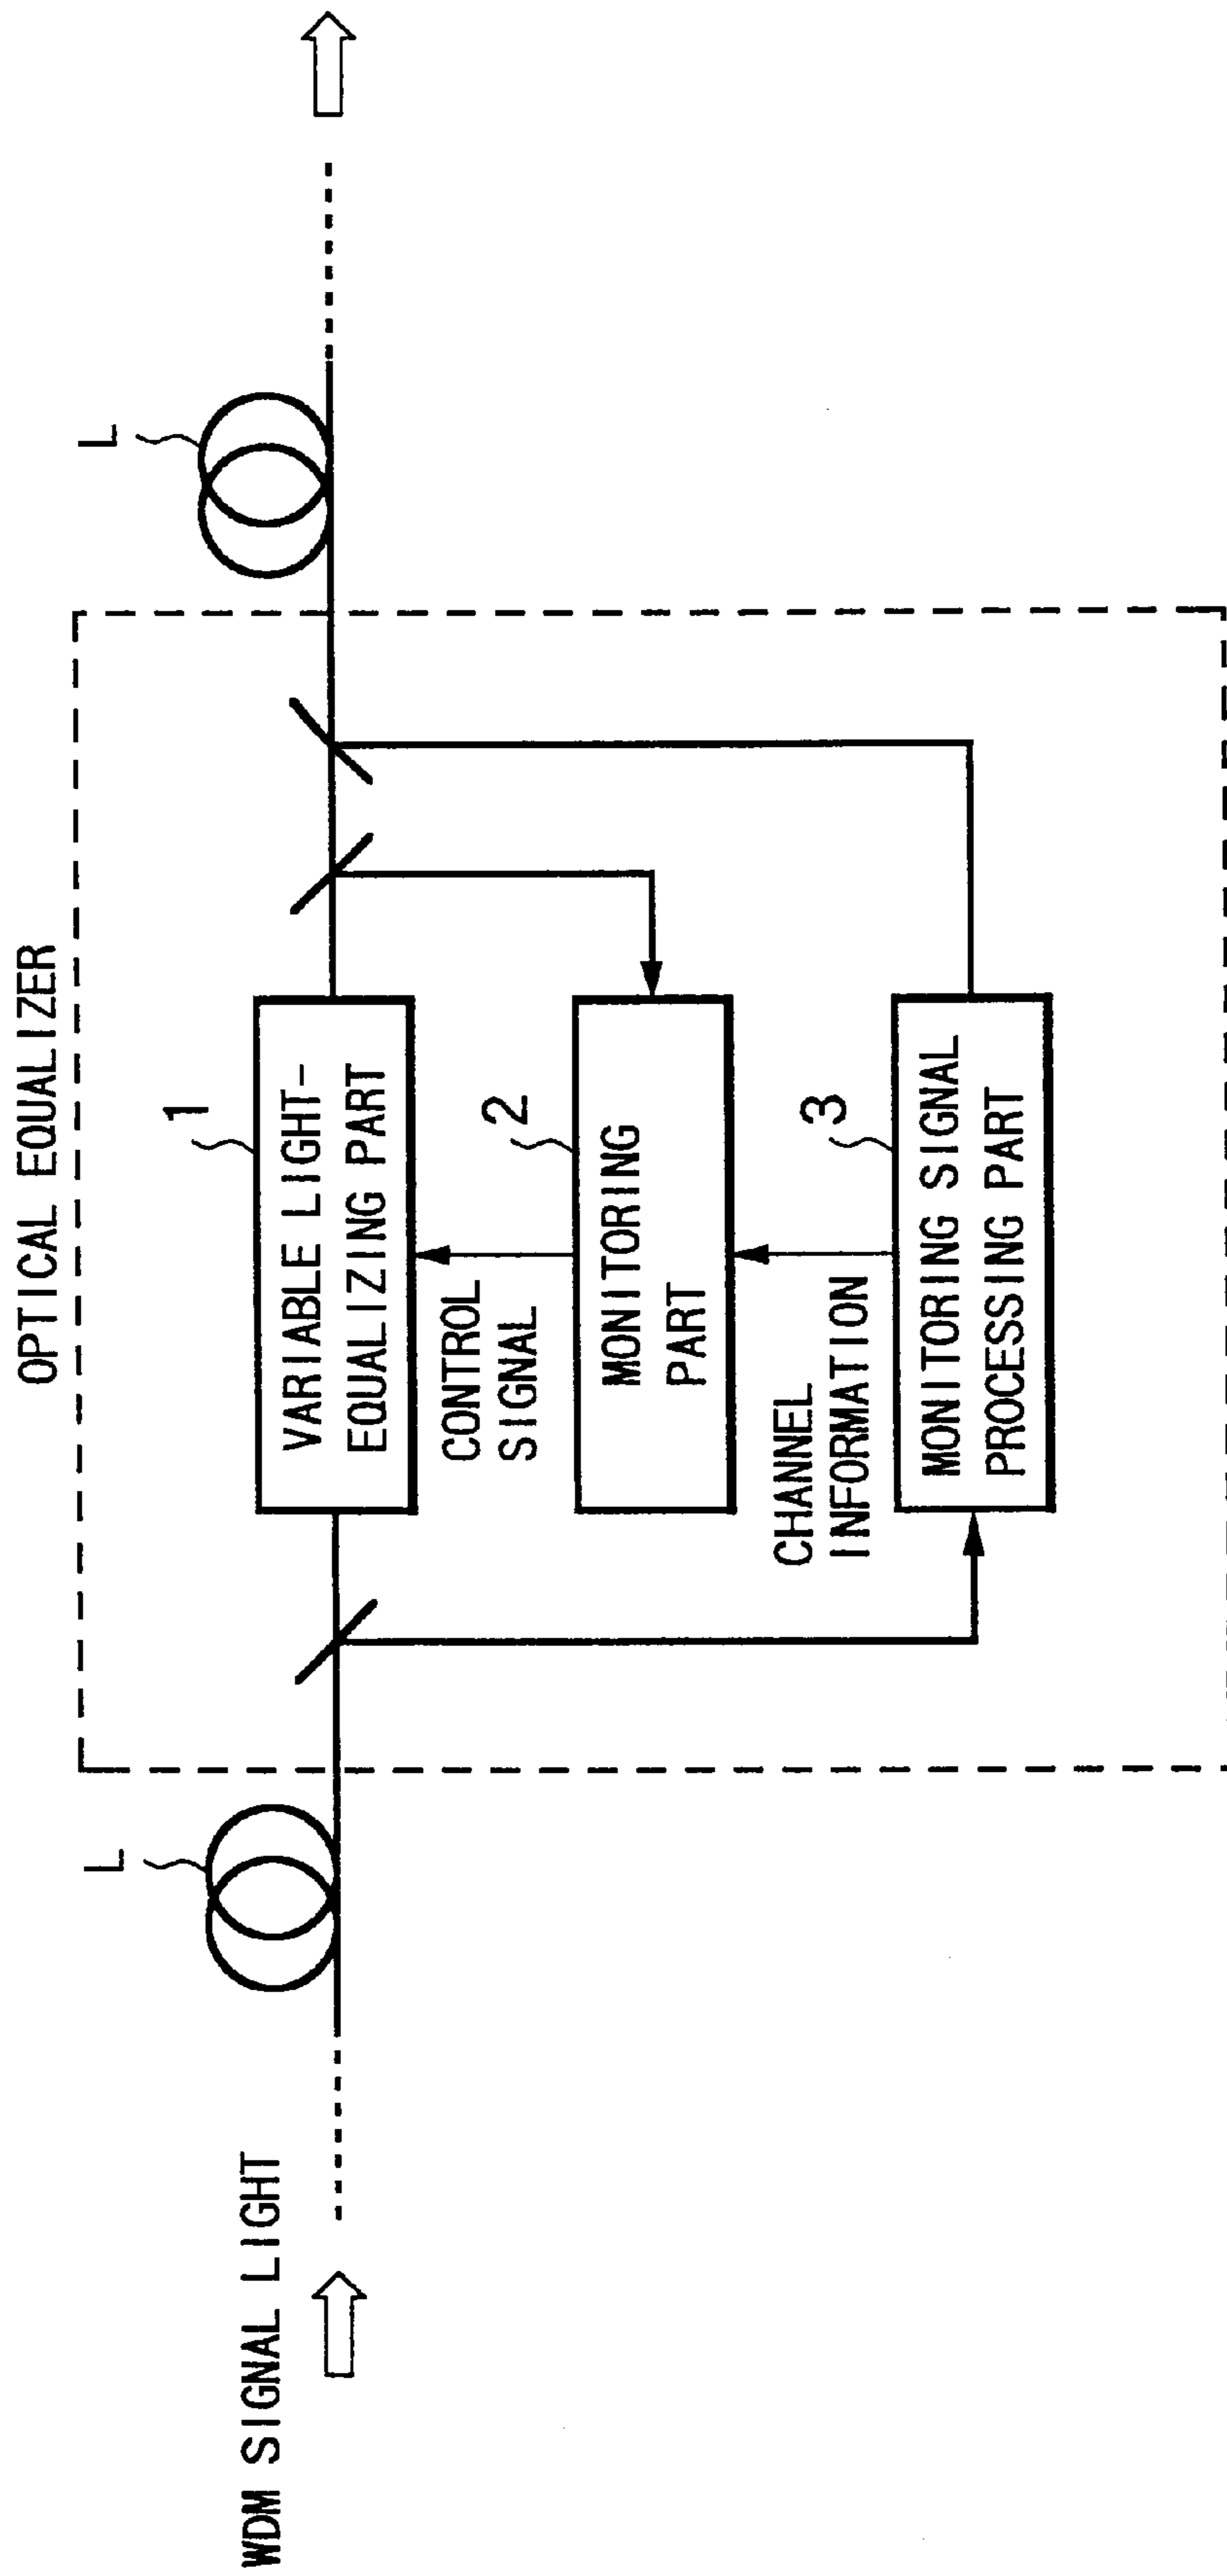 OPTICAL EQUALIZER
WDM SIGNAL LIGHT
L
L
1
VARIABLE LIGHT-
EQUALIZING PART
CONTROL
SIGNAL
2
MONITORING
PART
CHANNEL
INFORMATION
3
MONITORING SIGNAL
PROCESSING PART